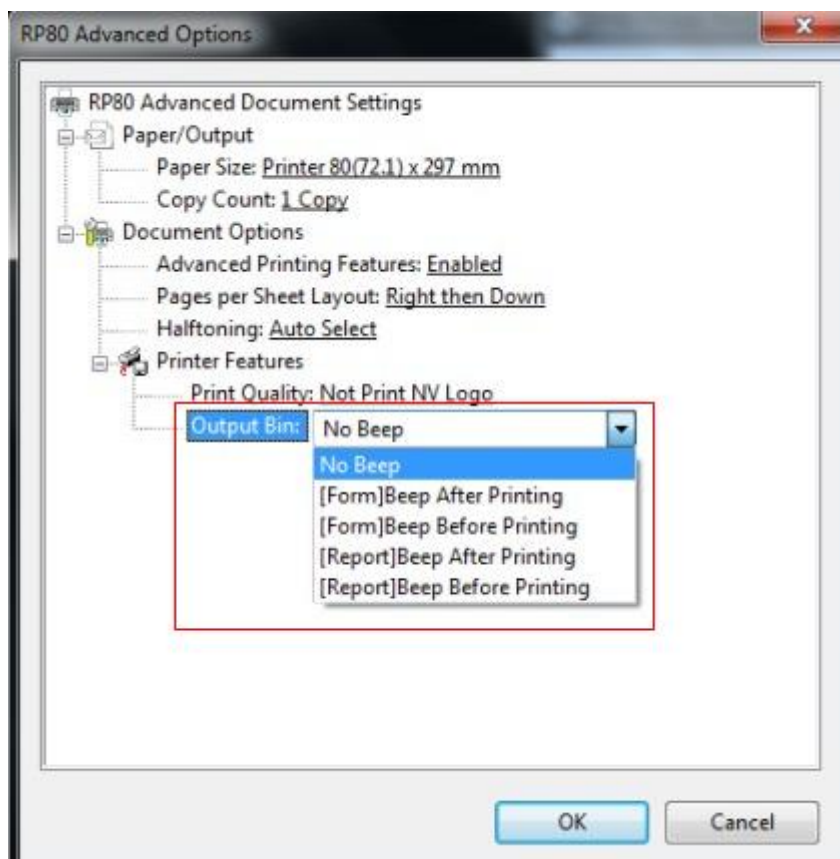 RP80 Advanced Options
RP80 Advanced Document Settings
Paper/Output
Paper Size: Printer 80(72.1) x 297 mm
Copy Count: 1 Copy
Document Options
Advanced Printing Features: Enabled
Pages per Sheet Layout: Right then Down
Halftoning: Auto Select
Printer Features
Print Quality: Not Print NV Logo
Output Bin: No Beep
No Beep
[Form]Beep After Printing
[Form]Beep Before Printing
[Report]Beep After Printing
[Report]Beep Before Printing
OK Cancel